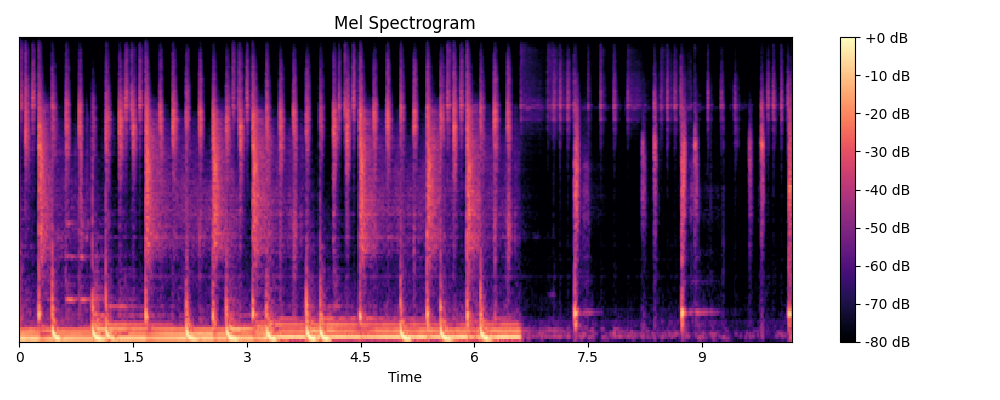 Mel Spectrogram
+0 dB
-10 dB
-20 dB
-30 dB
-40 dB
-50 dB
-60 dB
-70 dB
-80 dB
0 1.5 3 4.5 6 7.5 9
Time